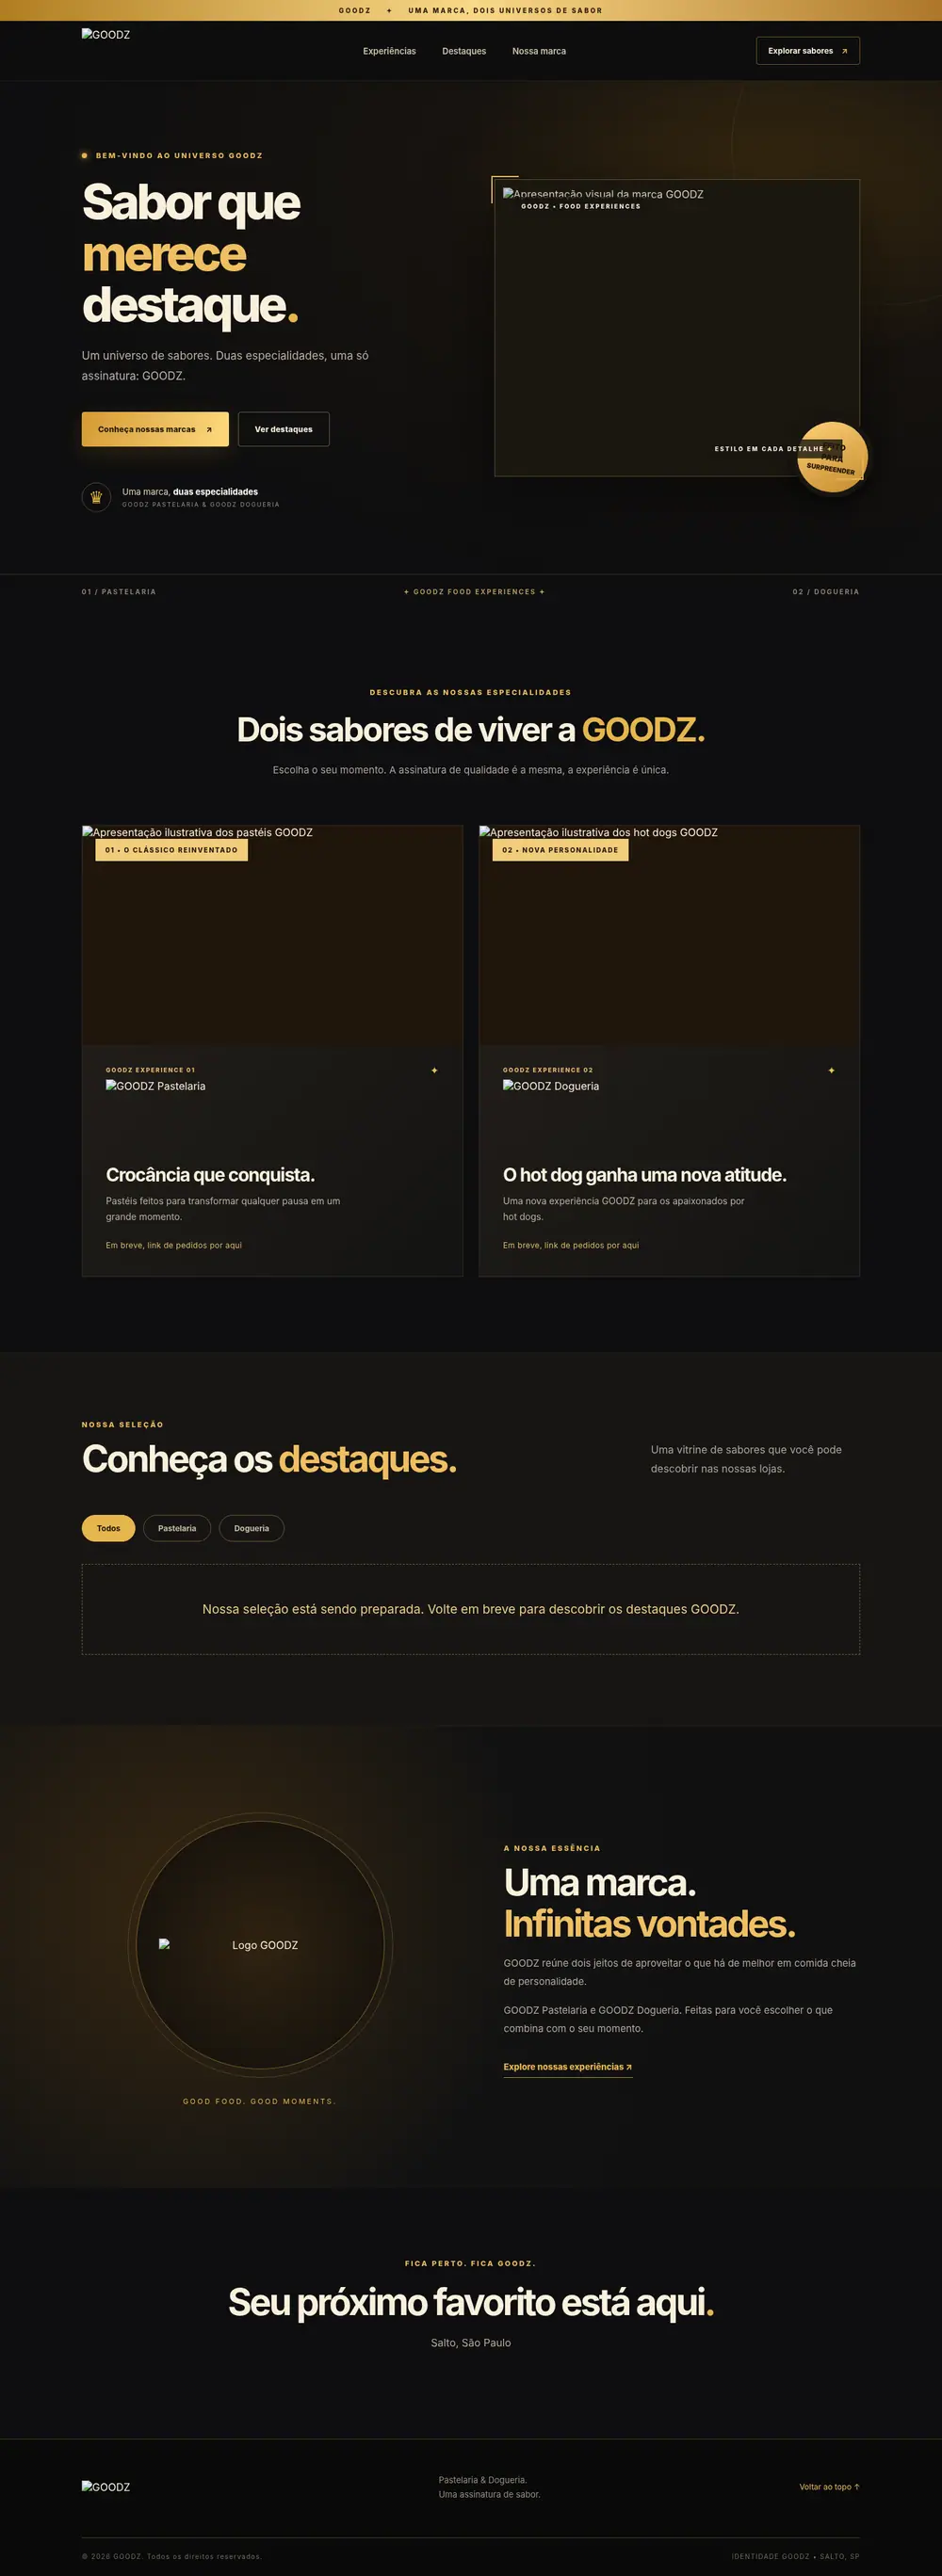 GOODZ ✦ UMA MARCA, DOIS UNIVERSOS DE SABOR
GOODZ
Experiências Destaques Nossa marca
Explorar sabores ↗
BEM-VINDO AO UNIVERSO GOODZ
Sabor que
merece
destaque.
Um universo de sabores. Duas especialidades, uma só
assinatura: GOODZ.
Conheça nossas marcas ↗
Ver destaques
Uma marca, duas especialidades
GOODZ PASTELARIA & GOODZ DOGUERIA
Apresentação visual da marca GOODZ
GOODZ • FOOD EXPERIENCES
ESTILO EM CADA DETALHE ✦
PARA
SURPREENDER
01 / PASTELARIA
✦ GOODZ FOOD EXPERIENCES ✦
02 / DOGUERIA
DESCUBRA AS NOSSAS ESPECIALIDADES
Dois sabores de viver a GOODZ.
Escolha o seu momento. A assinatura de qualidade é a mesma, a experiência é única.
Apresentação ilustrativa dos pastéis GOODZ
01 • O CLÁSSICO REINVENTADO
GOODZ EXPERIENCE 01 ✦
GOODZ Pastelaria
Crocância que conquista.
Pastéis feitos para transformar qualquer pausa em um
grande momento.
Em breve, link de pedidos por aqui
Apresentação ilustrativa dos hot dogs GOODZ
02 • NOVA PERSONALIDADE
GOODZ EXPERIENCE 02 ✦
GOODZ Dogueria
O hot dog ganha uma nova atitude.
Uma nova experiência GOODZ para os apaixonados por
hot dogs.
Em breve, link de pedidos por aqui
NOSSA SELEÇÃO
Conheça os destaques.
Uma vitrine de sabores que você pode
descobrir nas nossas lojas.
Todos Pastelaria Dogueria
Nossa seleção está sendo preparada. Volte em breve para descobrir os destaques GOODZ.
Logo GOODZ
GOOD FOOD. GOOD MOMENTS.
A NOSSA ESSÊNCIA
Uma marca.
Infinitas vontades.
GOODZ reúne dois jeitos de aproveitar o que há de melhor em comida cheia
de personalidade.
GOODZ Pastelaria e GOODZ Dogueria. Feitas para você escolher o que
combina com o seu momento.
Explore nossas experiências ↗
FICA PERTO. FICA GOODZ.
Seu próximo favorito está aqui.
Salto, São Paulo
GOODZ
Pastelaria & Dogueria.
Uma assinatura de sabor.
Voltar ao topo ↑
© 2026 GOODZ. Todos os direitos reservados.
IDENTIDADE GOODZ • SALTO, SP